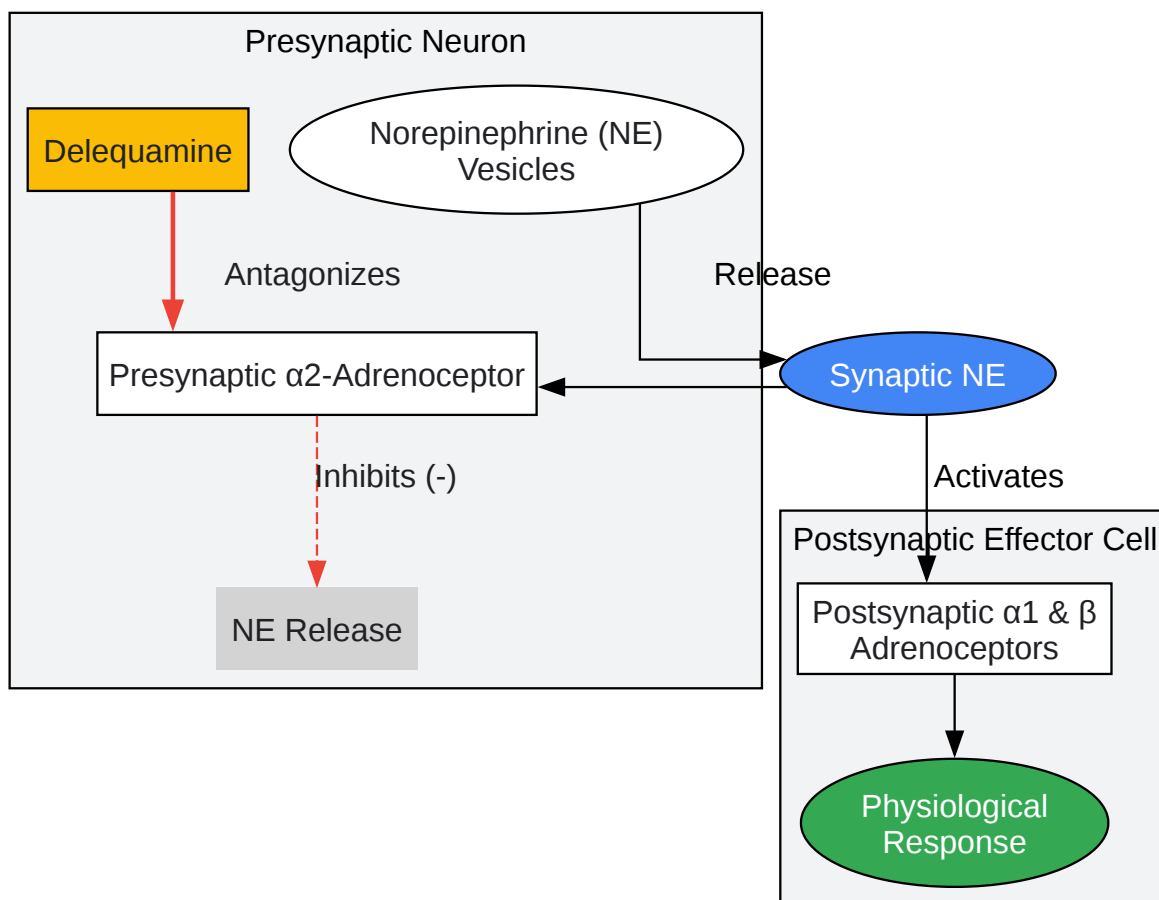 Presynaptic Neuron
Delequamine
Norepinephrine (NE)
Vesicles
Antagonizes
Release
Presynaptic α2-Adrenoceptor
Synaptic NE
Inhibits (-)
Activates
NE Release
Postsynaptic Effector Cell
Postsynaptic α1 & β
Adrenoceptors
Physiological
Response